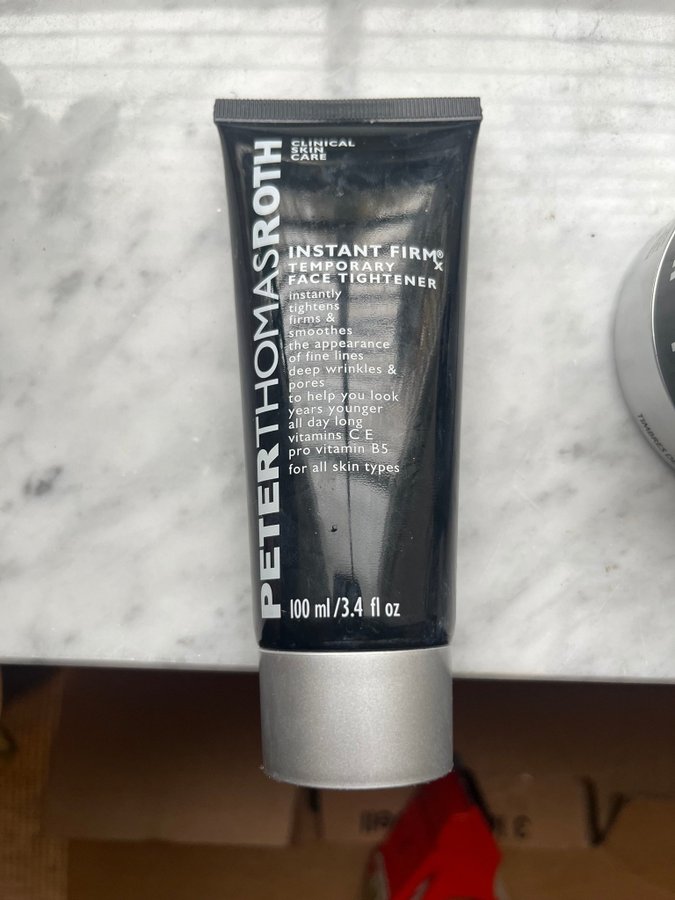 PETERTHOMASROTH
CLINICAL
SKIN
CARE
INSTANT FIRMx®
TEMPORARY
FACE TIGHTENER
instantly
tightens
firms &
smoothes
the appearance
of fine lines
deep wrinkles &
pores
to help you look
years younger
all day long
vitamins C E
pro vitamin B5
for all skin types
100 ml/3.4 fl oz